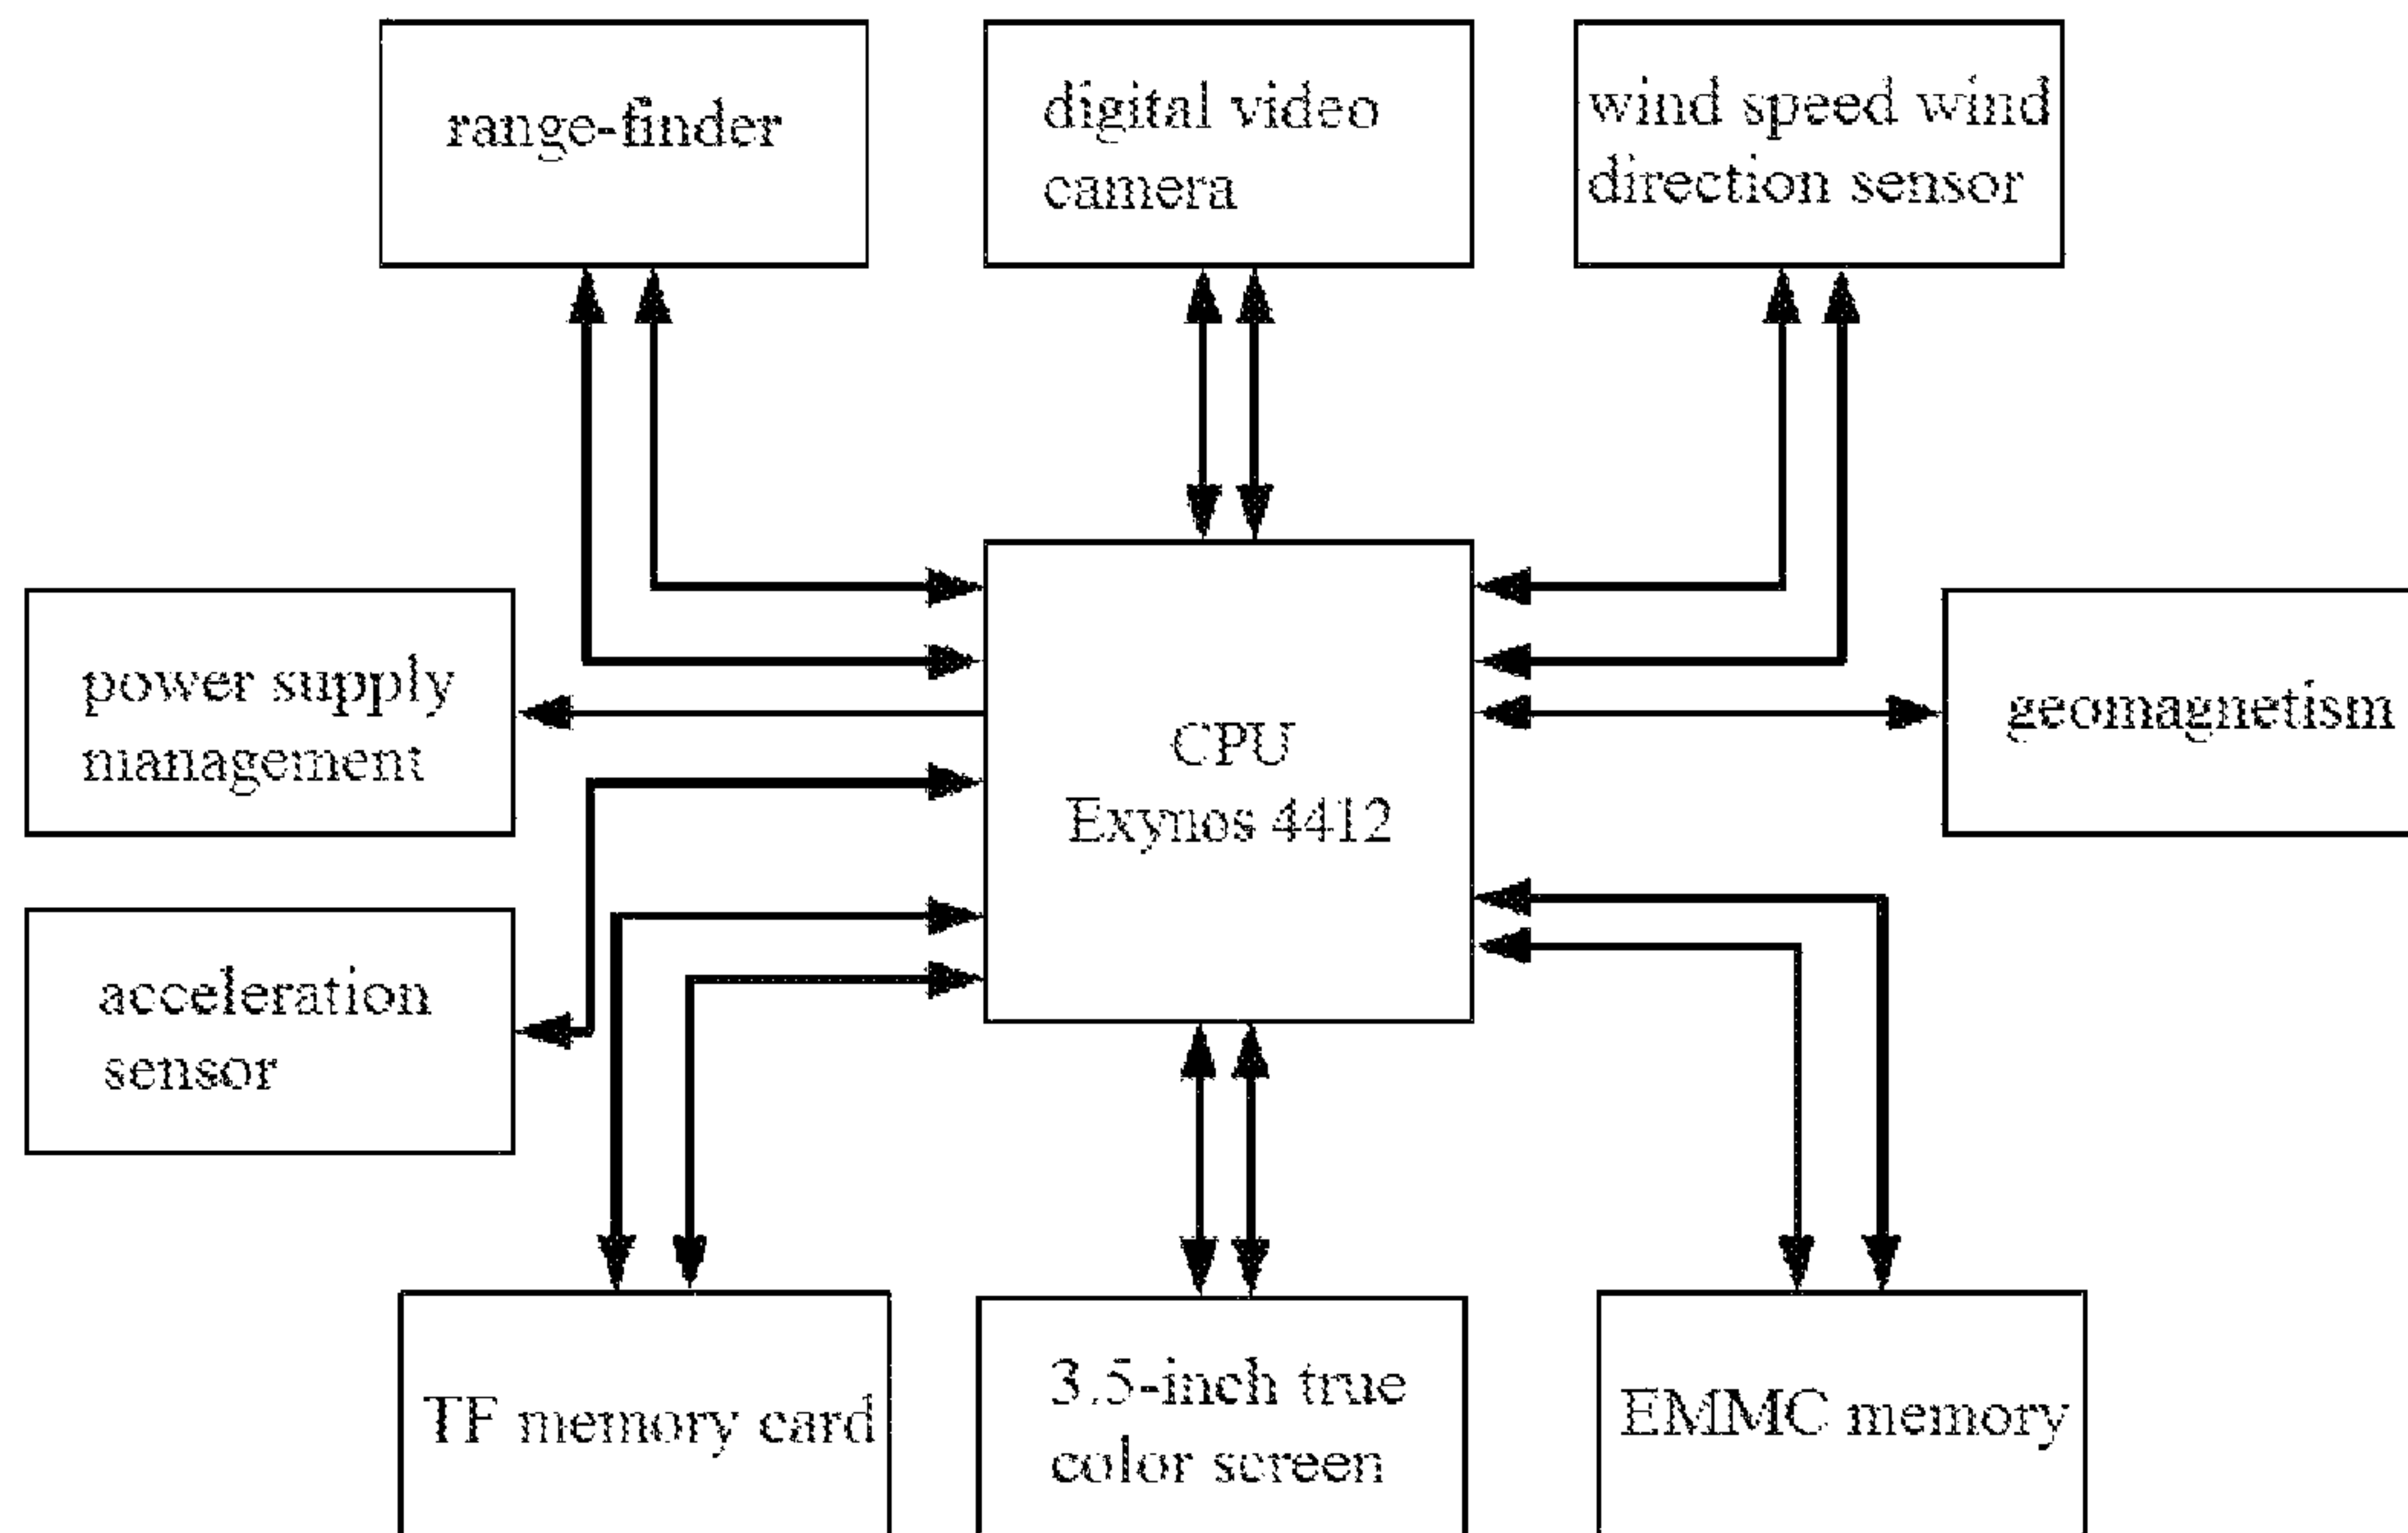 range-finder
digital video
camera
wind speed wind
direction sensor
power supply
management
CPU
Exynos 4412
geomagnetism
acceleration
sensor
TF memory card
3.5-inch true
color screen
EMMC memory